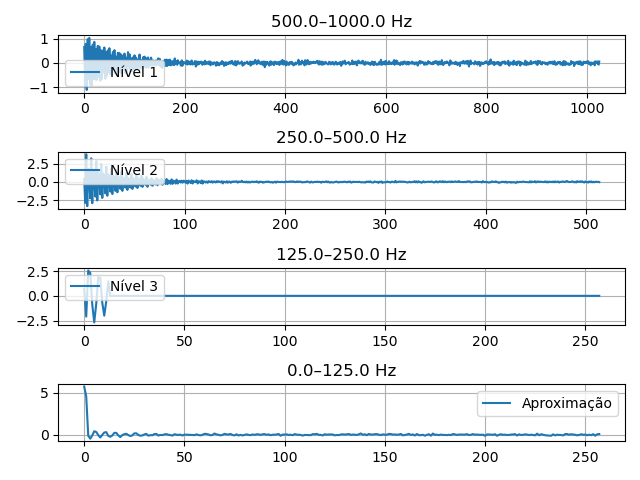 500.0–1000.0 Hz
1
0
−1
Nível 1
0 200 400 600 800 1000
250.0–500.0 Hz
2.5
0.0
−2.5
Nível 2
0 100 200 300 400 500
125.0–250.0 Hz
2.5
0.0
−2.5
Nível 3
0 50 100 150 200 250
0.0–125.0 Hz
5
0
Aproximação
0 50 100 150 200 250